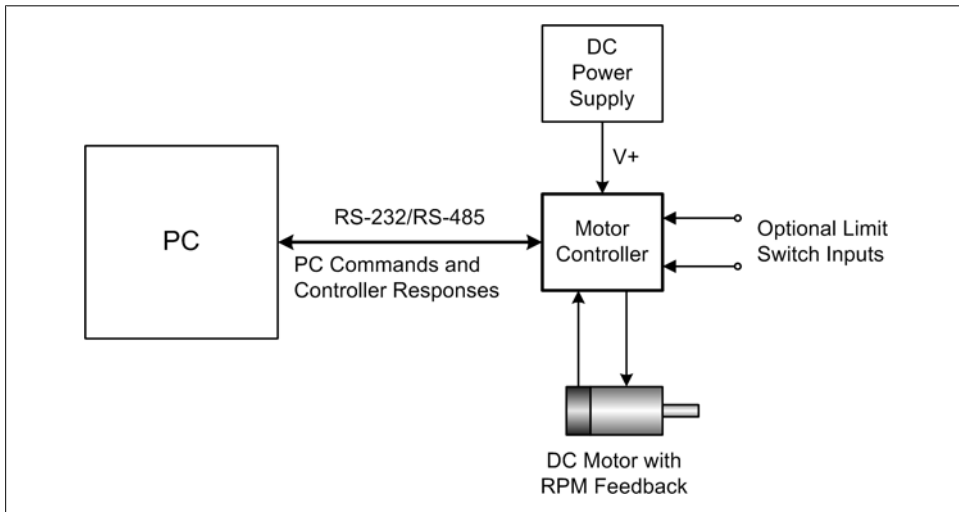 DC
Power
Supply
V+
PC
RS-232/RS-485
PC Commands and
Controller Responses
Motor
Controller
Optional Limit
Switch Inputs
DC Motor with
RPM Feedback